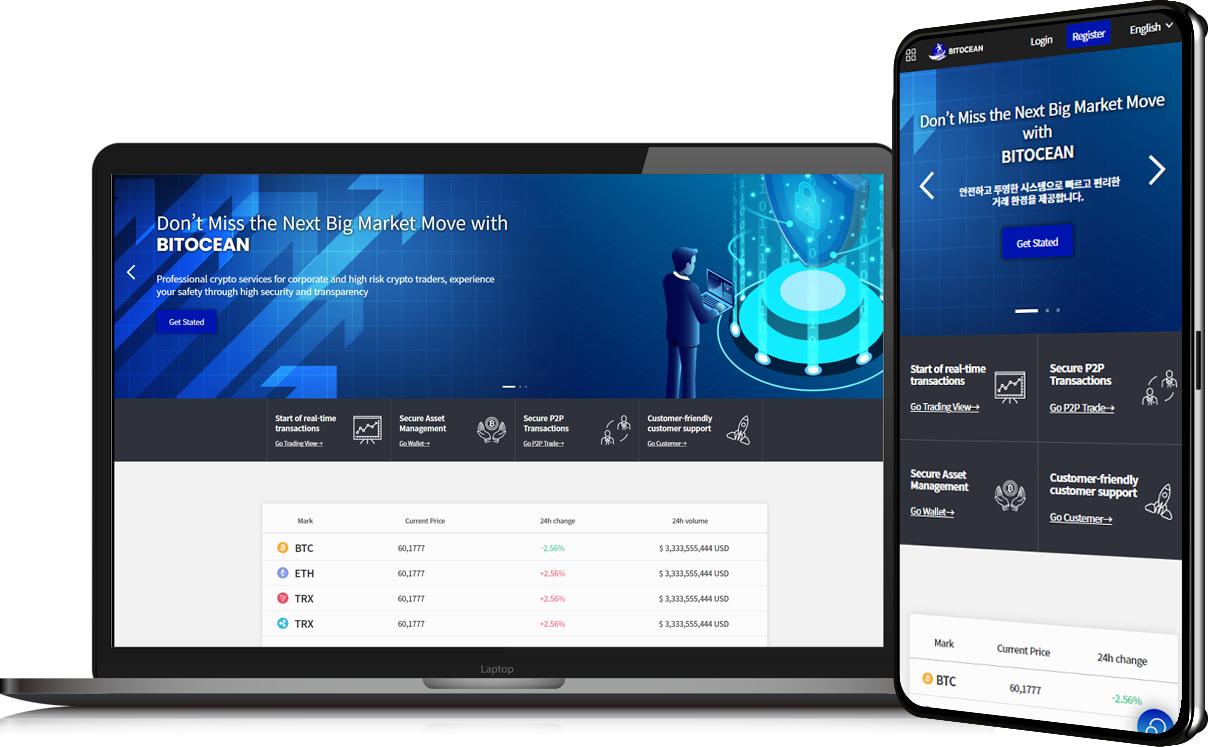 Don't Miss the Next Big Market Move with
BITOCEAN
Professional crypto services for corporate and high risk crypto traders, experience
your safety through high security and transparency
Get Stated
Start of real-time
transactions
Go Trading View→
Secure Asset
Management
Go Wallet→
Secure P2P
Transactions
Go P2P Trade→
Customer-friendly
customer support
Go Customer→
Mark Current Price 24h change 24h volume
BTC 60,1777 -2.56% $ 3,333,555,444 USD
ETH 60,1777 +2.56% $ 3,333,555,444 USD
TRX 60,1777 +2.56% $ 3,333,555,444 USD
TRX 60,1777 +2.56% $ 3,333,555,444 USD
Laptop
BITOCEAN Login Register English
Don't Miss the Next Big Market Move
with
BITOCEAN
안전하고 투명한 시스템으로 빠르고 편리한
거래 환경을 제공합니다.
Get Stated
Start of real-time
transactions
Go Trading View→
Secure P2P
Transactions
Go P2P Trade→
Secure Asset
Management
Go Wallet→
Customer-friendly
customer support
Go Custemer→
Mark Current Price 24h change
BTC 60,1777 -2.56%